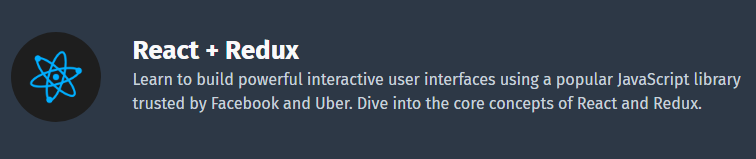 React + Redux
Learn to build powerful interactive user interfaces using a popular JavaScript library
trusted by Facebook and Uber. Dive into the core concepts of React and Redux.